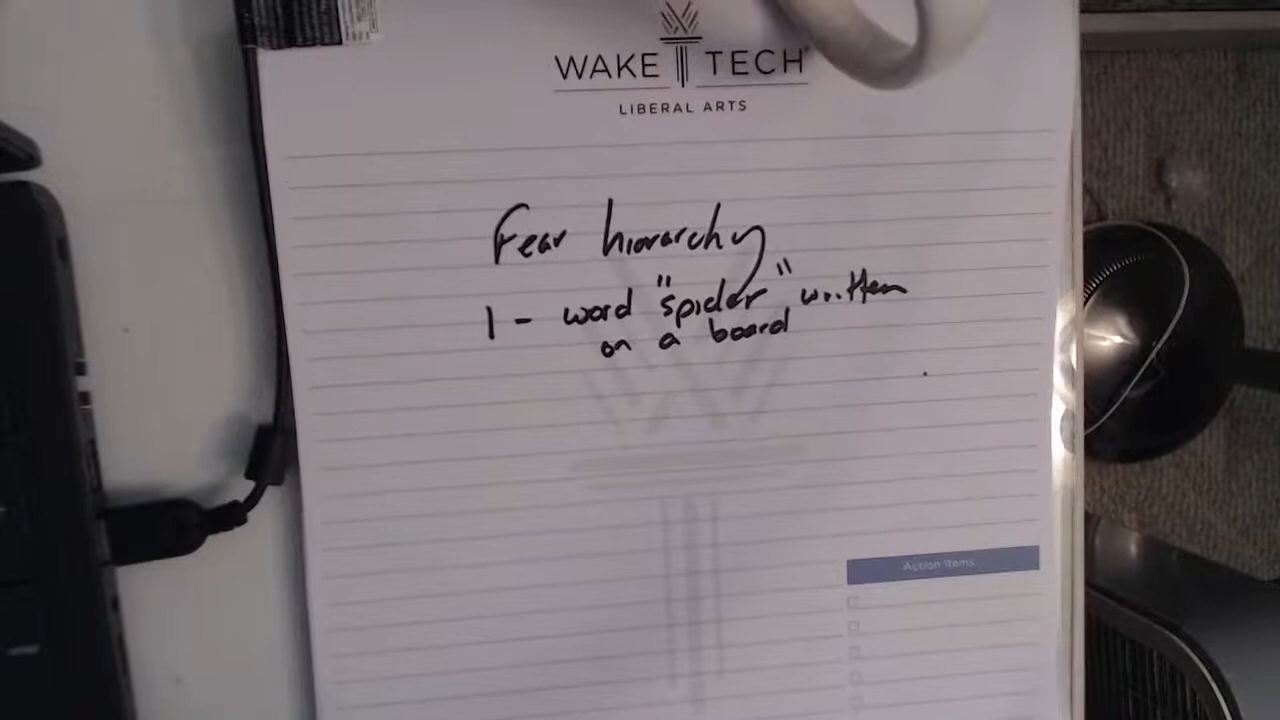 WAKE TECH
LIBERAL ARTS
Fear hierarchy
1 - word "spider" written
on a board
Action Items